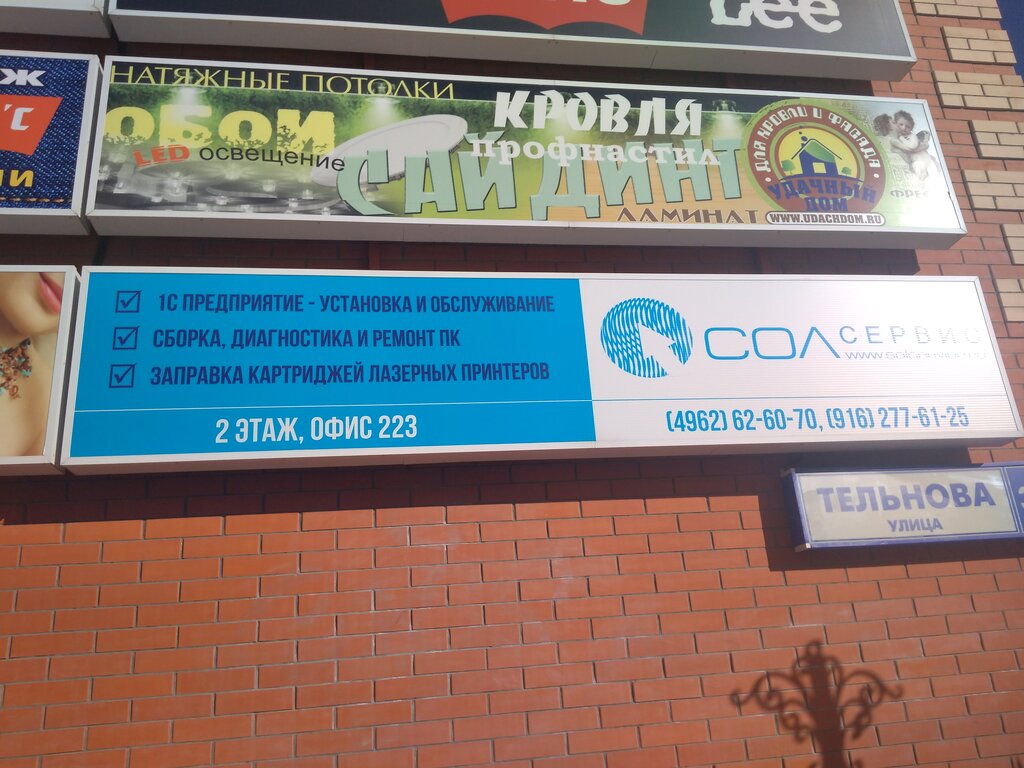 Lee
Ж
НАТЯЖНЫЕ ПОТОЛКИ
ОБОИ
LED освещение
КРОВЛЯ
профнастил
САЙДИНГ
ЛАМИНАТ
ДЛЯ КРОВЛИ И ФАСАДА
УДАЧНЫЙ
ДОМ
WWW.UDACHDOM.RU
1С ПРЕДПРИЯТИЕ - УСТАНОВКА И ОБСЛУЖИВАНИЕ
СБОРКА, ДИАГНОСТИКА И РЕМОНТ ПК
ЗАПРАВКА КАРТРИДЖЕЙ ЛАЗЕРНЫХ ПРИНТЕРОВ
2 ЭТАЖ, ОФИС 223
СОЛСЕРВИС
(4962) 62-60-70, (916) 277-61-25
ТЕЛЬНОВА
УЛИЦА